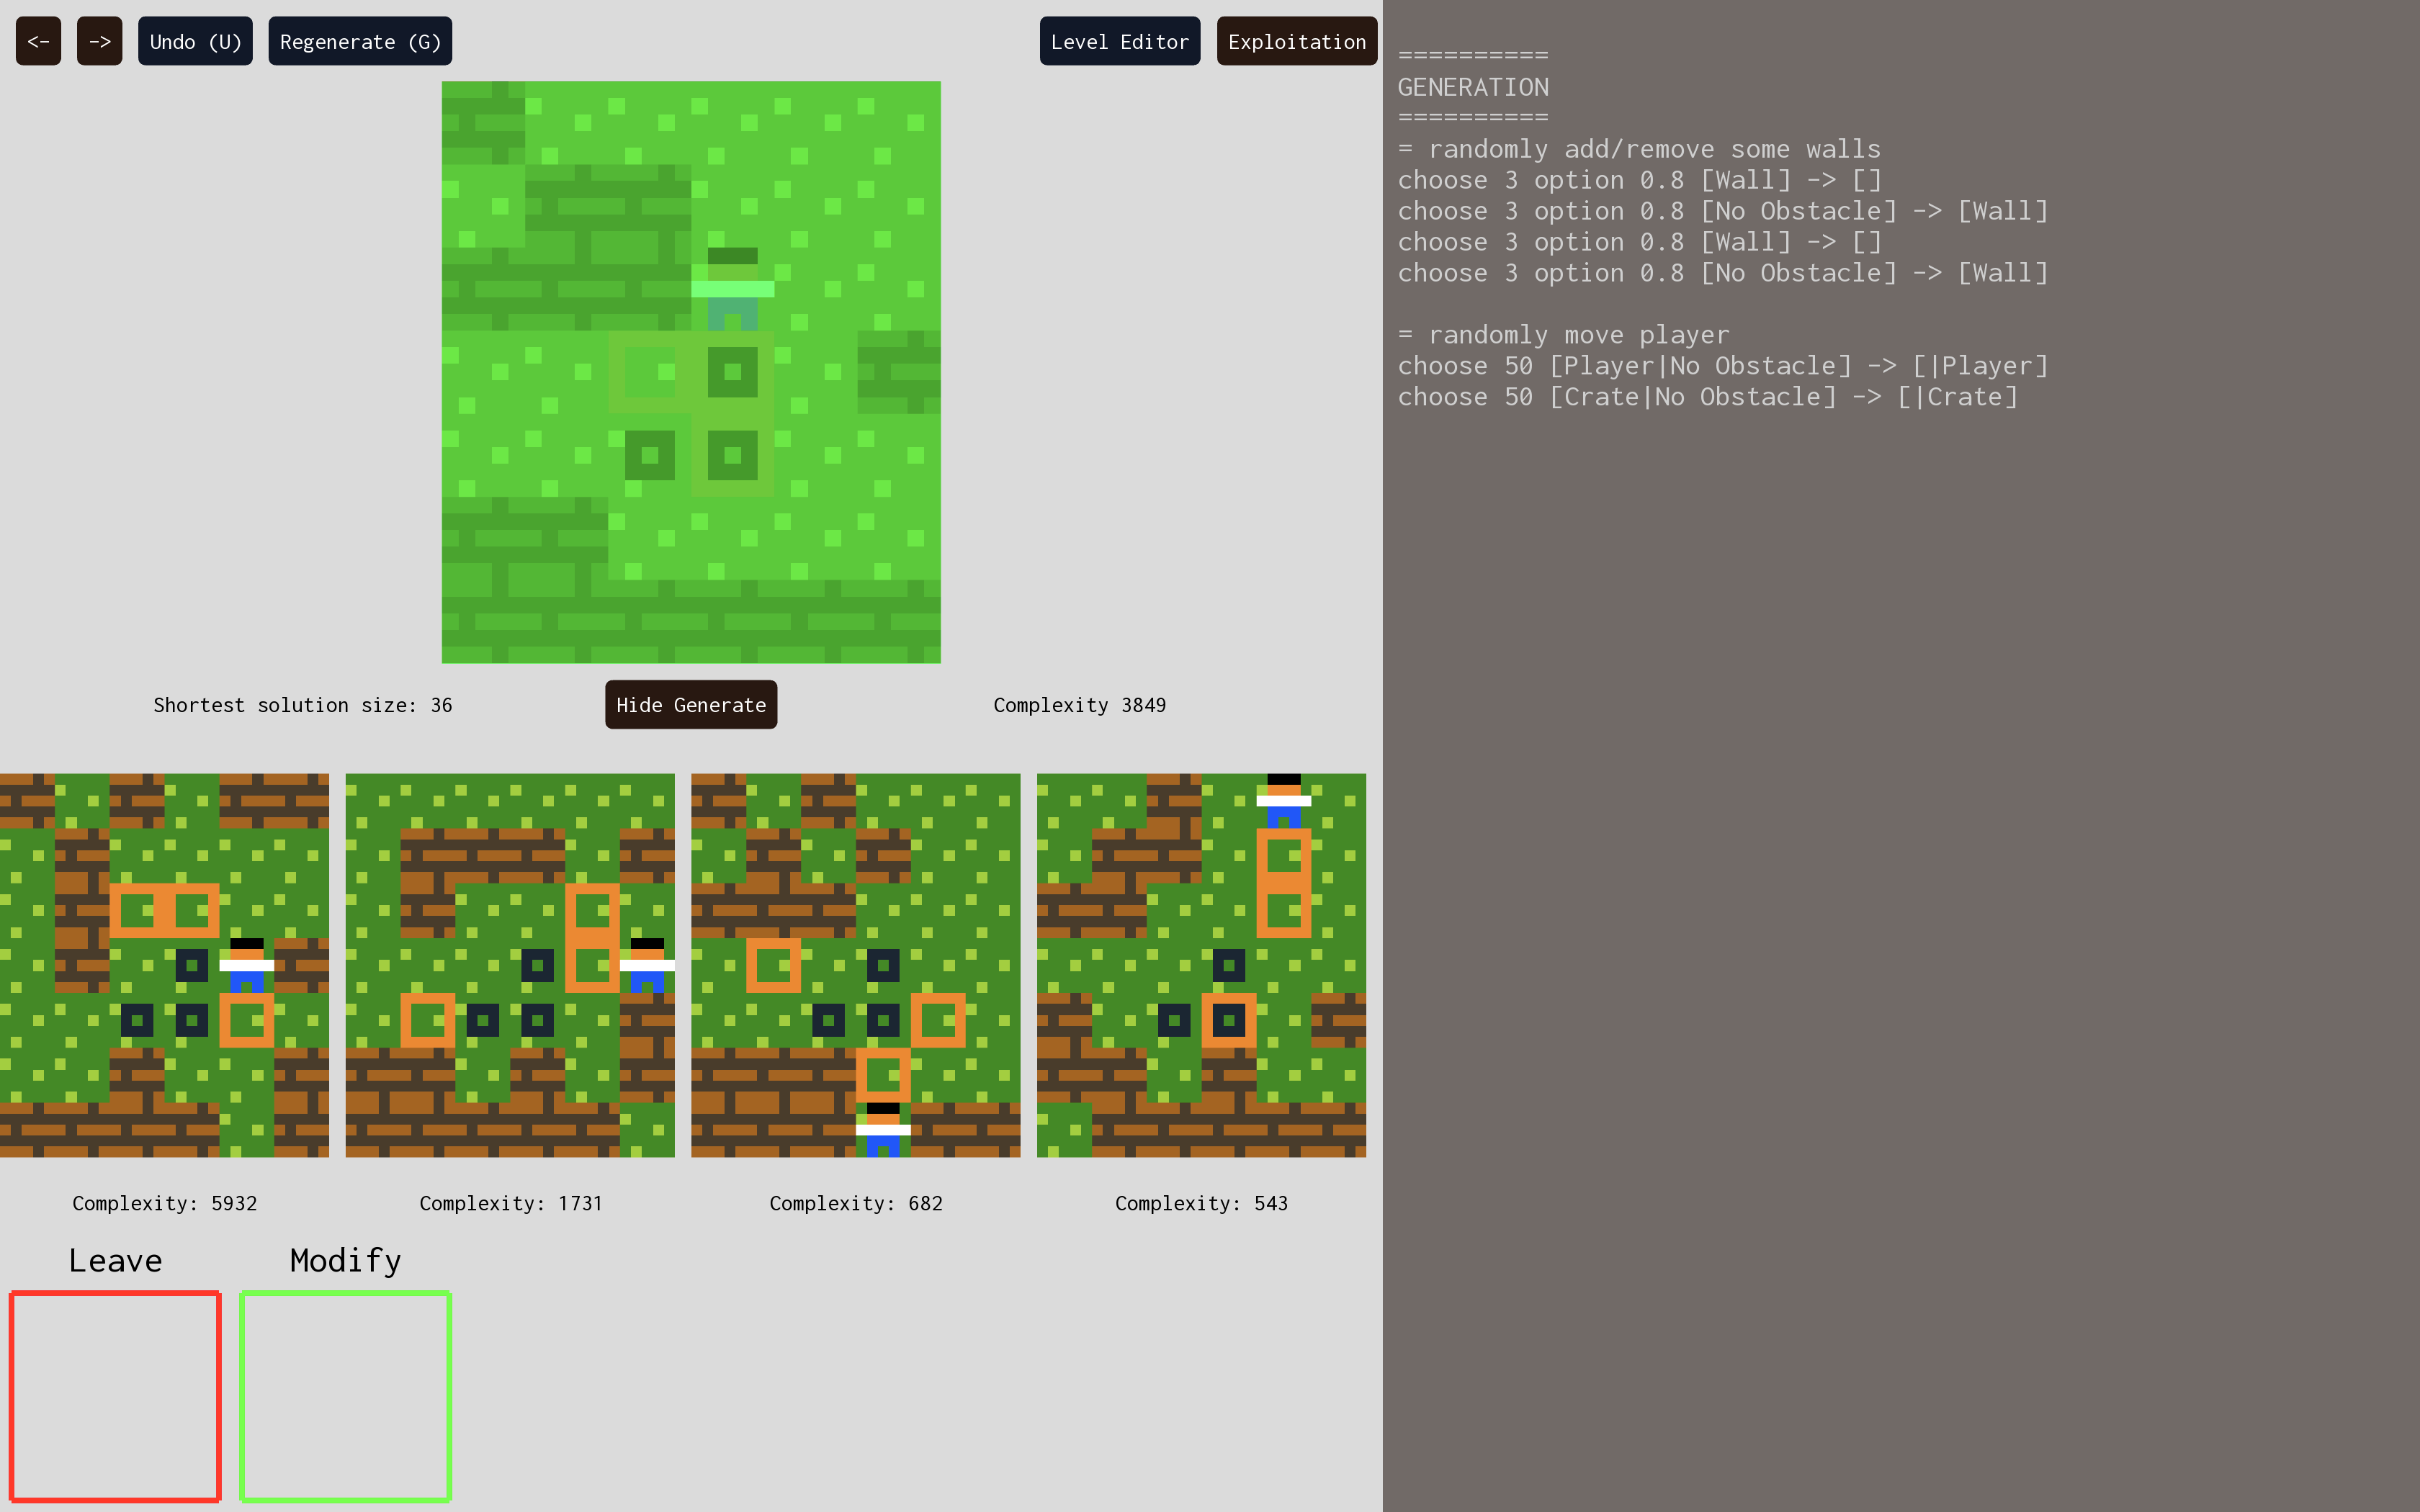 <- -> Undo (U) Regenerate (G) Level Editor Exploitation
Shortest solution size: 36 Hide Generate Complexity 3849
Complexity: 5932 Complexity: 1731 Complexity: 682 Complexity: 543
Leave Modify
==========
GENERATION
==========
= randomly add/remove some walls
choose 3 option 0.8 [Wall] -> []
choose 3 option 0.8 [No Obstacle] -> [Wall]
choose 3 option 0.8 [Wall] -> []
choose 3 option 0.8 [No Obstacle] -> [Wall]
= randomly move player
choose 50 [Player|No Obstacle] -> [|Player]
choose 50 [Crate|No Obstacle] -> [|Crate]